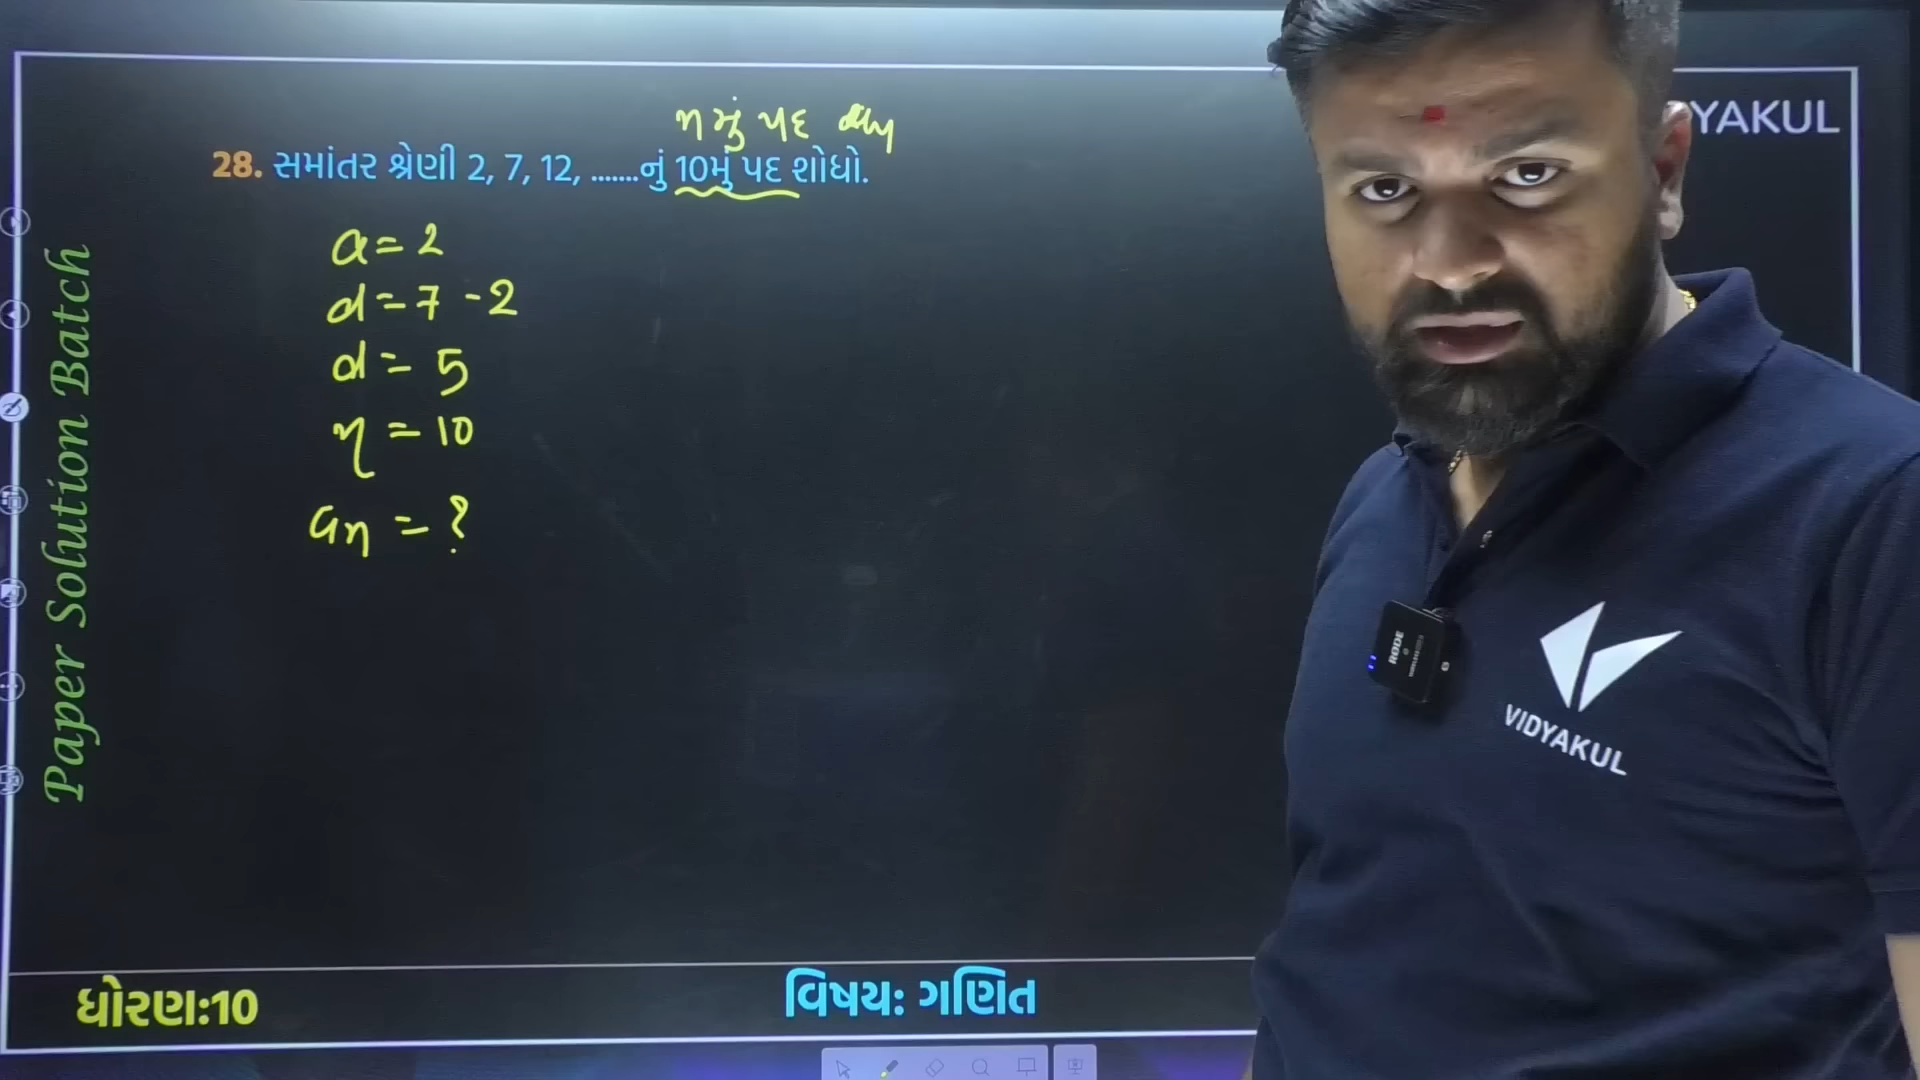 ન મું પદ
28. સમાંતર શ્રેણી 2, 7, 12, .......નું 10મું પદ શોધો.
YAKUL
a = 2
d = 7 - 2
d = 5
n = 10
an = ?
Paper Solution Batch
RØDE
VIDYAKUL
ધોરણ:10
વિષય: ગણિત